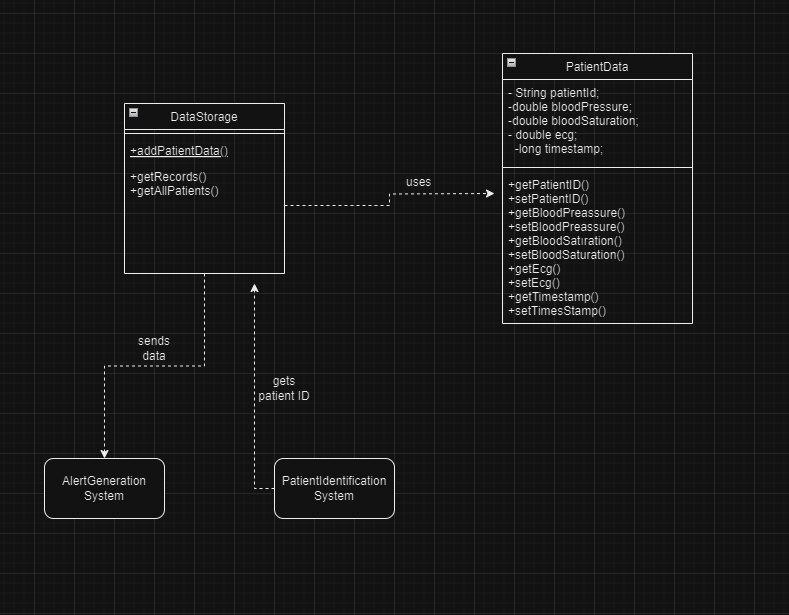 DataStorage
+addPatientData()
+getRecords()
+getAllPatients()
uses
PatientData
- String patientId;
-double bloodPressure;
-double bloodSaturation;
- double ecg;
-long timestamp;
+getPatientID()
+setPatientID()
+getBloodPreassure()
+setBloodPreassure()
+getBloodSatıration()
+setBloodSaturation()
+getEcg()
+setEcg()
+getTimestamp()
+setTimesStamp()
sends
data
gets
patient ID
AlertGeneration
System
PatientIdentification
System